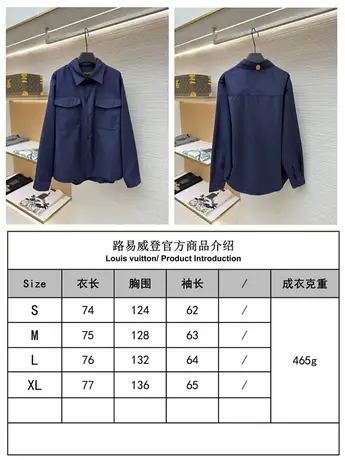 路易威登官方商品介绍
Louis vuitton/ Product Introduction
Size 衣长 胸围 袖长 / 成衣克重
S 74 124 62 /
M 75 128 63 /
L 76 132 64 / 465g
XL 77 136 65 /